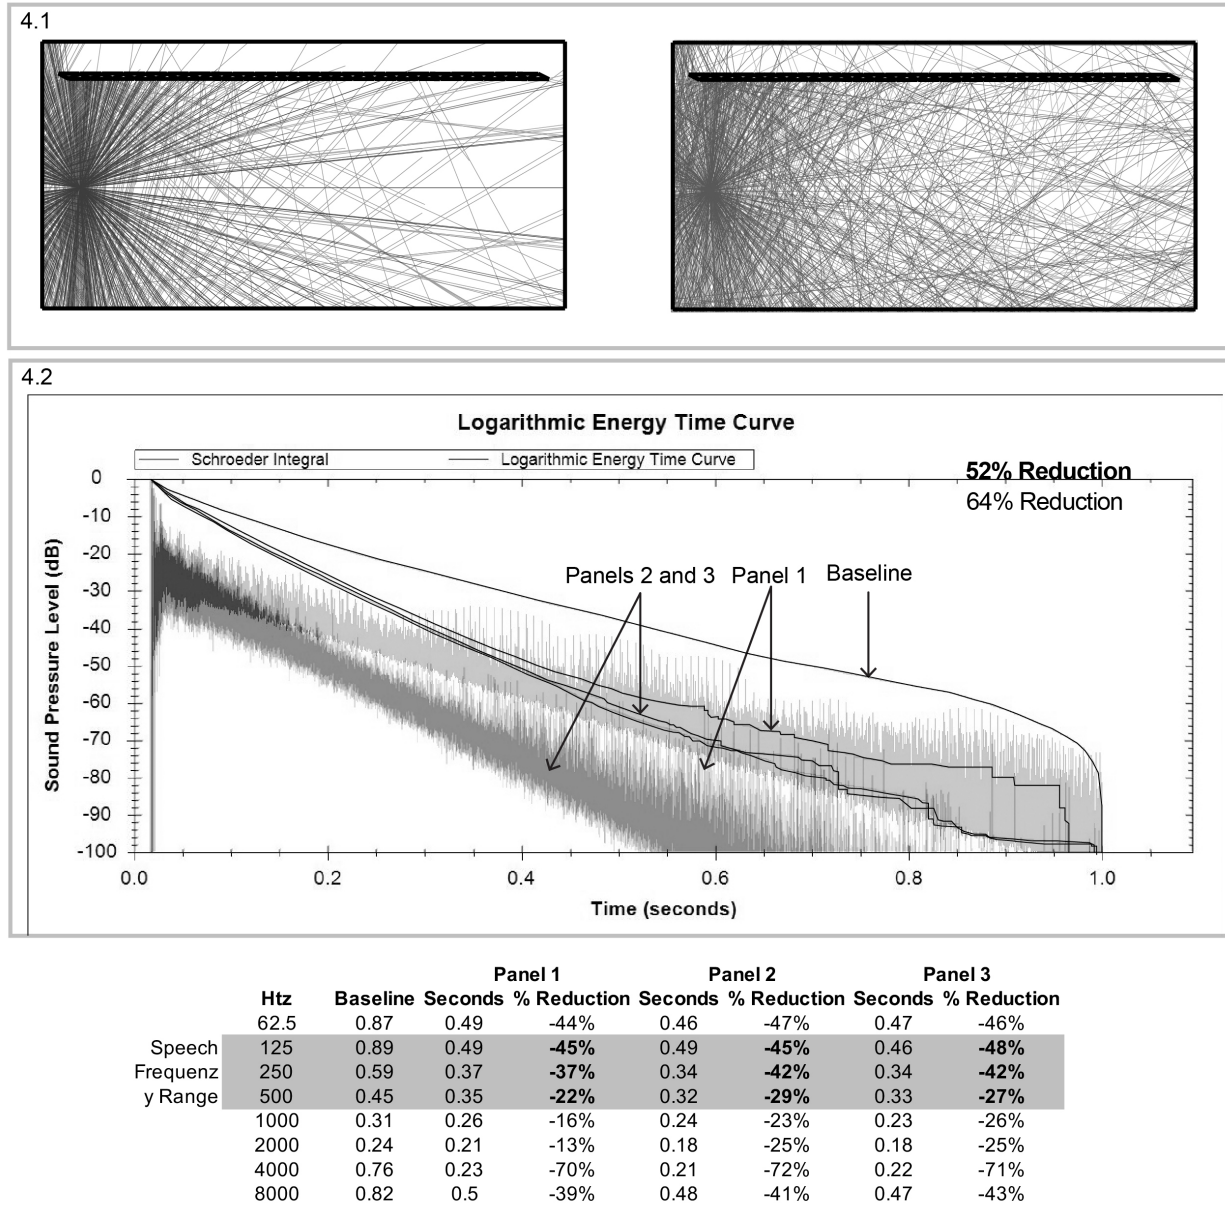 4.1
4.2
Logarithmic Energy Time Curve
Schroeder Integral Logarithmic Energy Time Curve
52% Reduction
64% Reduction
Panels 2 and 3 Panel 1 Baseline
Sound Pressure Level (dB)
0
-10
-20
-30
-40
-50
-60
-70
-80
-90
-100
0.0 0.2 0.4 0.6 0.8 1.0
Time (seconds)
Panel 1 Panel 2 Panel 3
Htz Baseline Seconds % Reduction Seconds % Reduction Seconds % Reduction
62.5 0.87 0.49 -44% 0.46 -47% 0.47 -46%
Speech 125 0.89 0.49 -45% 0.49 -45% 0.46 -48%
Frequenz 250 0.59 0.37 -37% 0.34 -42% 0.34 -42%
y Range 500 0.45 0.35 -22% 0.32 -29% 0.33 -27%
1000 0.31 0.26 -16% 0.24 -23% 0.23 -26%
2000 0.24 0.21 -13% 0.18 -25% 0.18 -25%
4000 0.76 0.23 -70% 0.21 -72% 0.22 -71%
8000 0.82 0.5 -39% 0.48 -41% 0.47 -43%